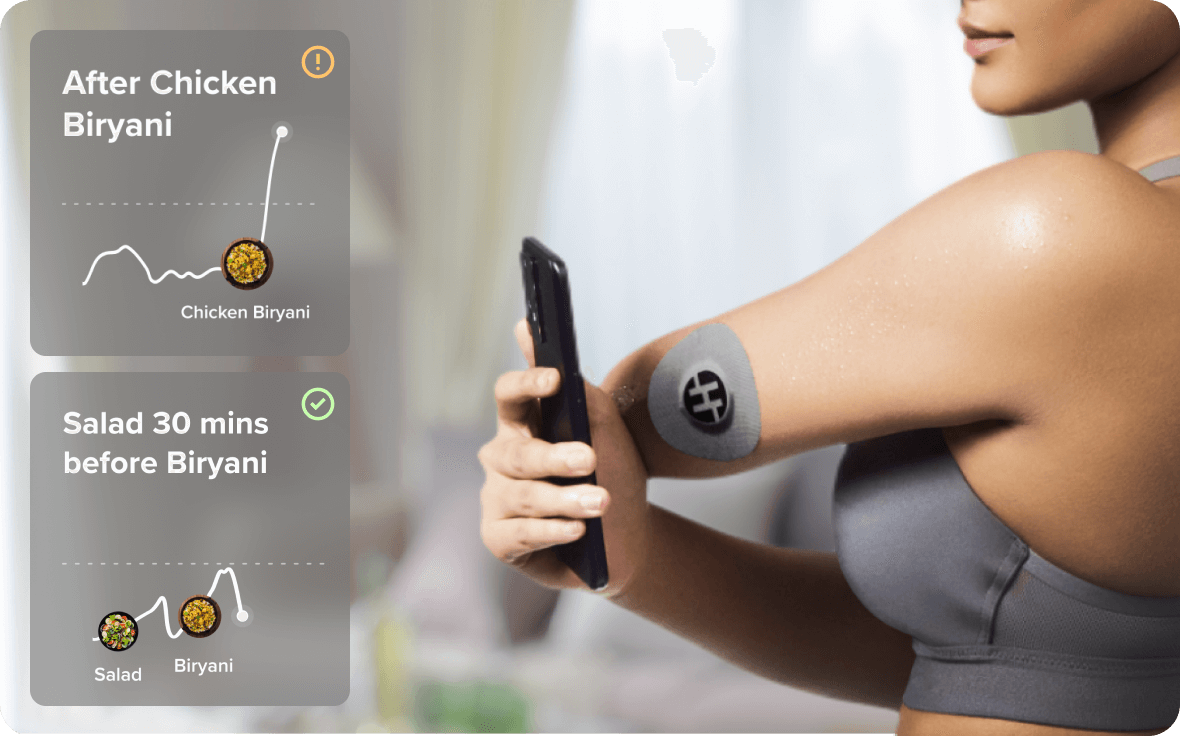 After Chicken
Biryani
Chicken Biryani
Salad 30 mins
before Biryani
Salad
Biryani